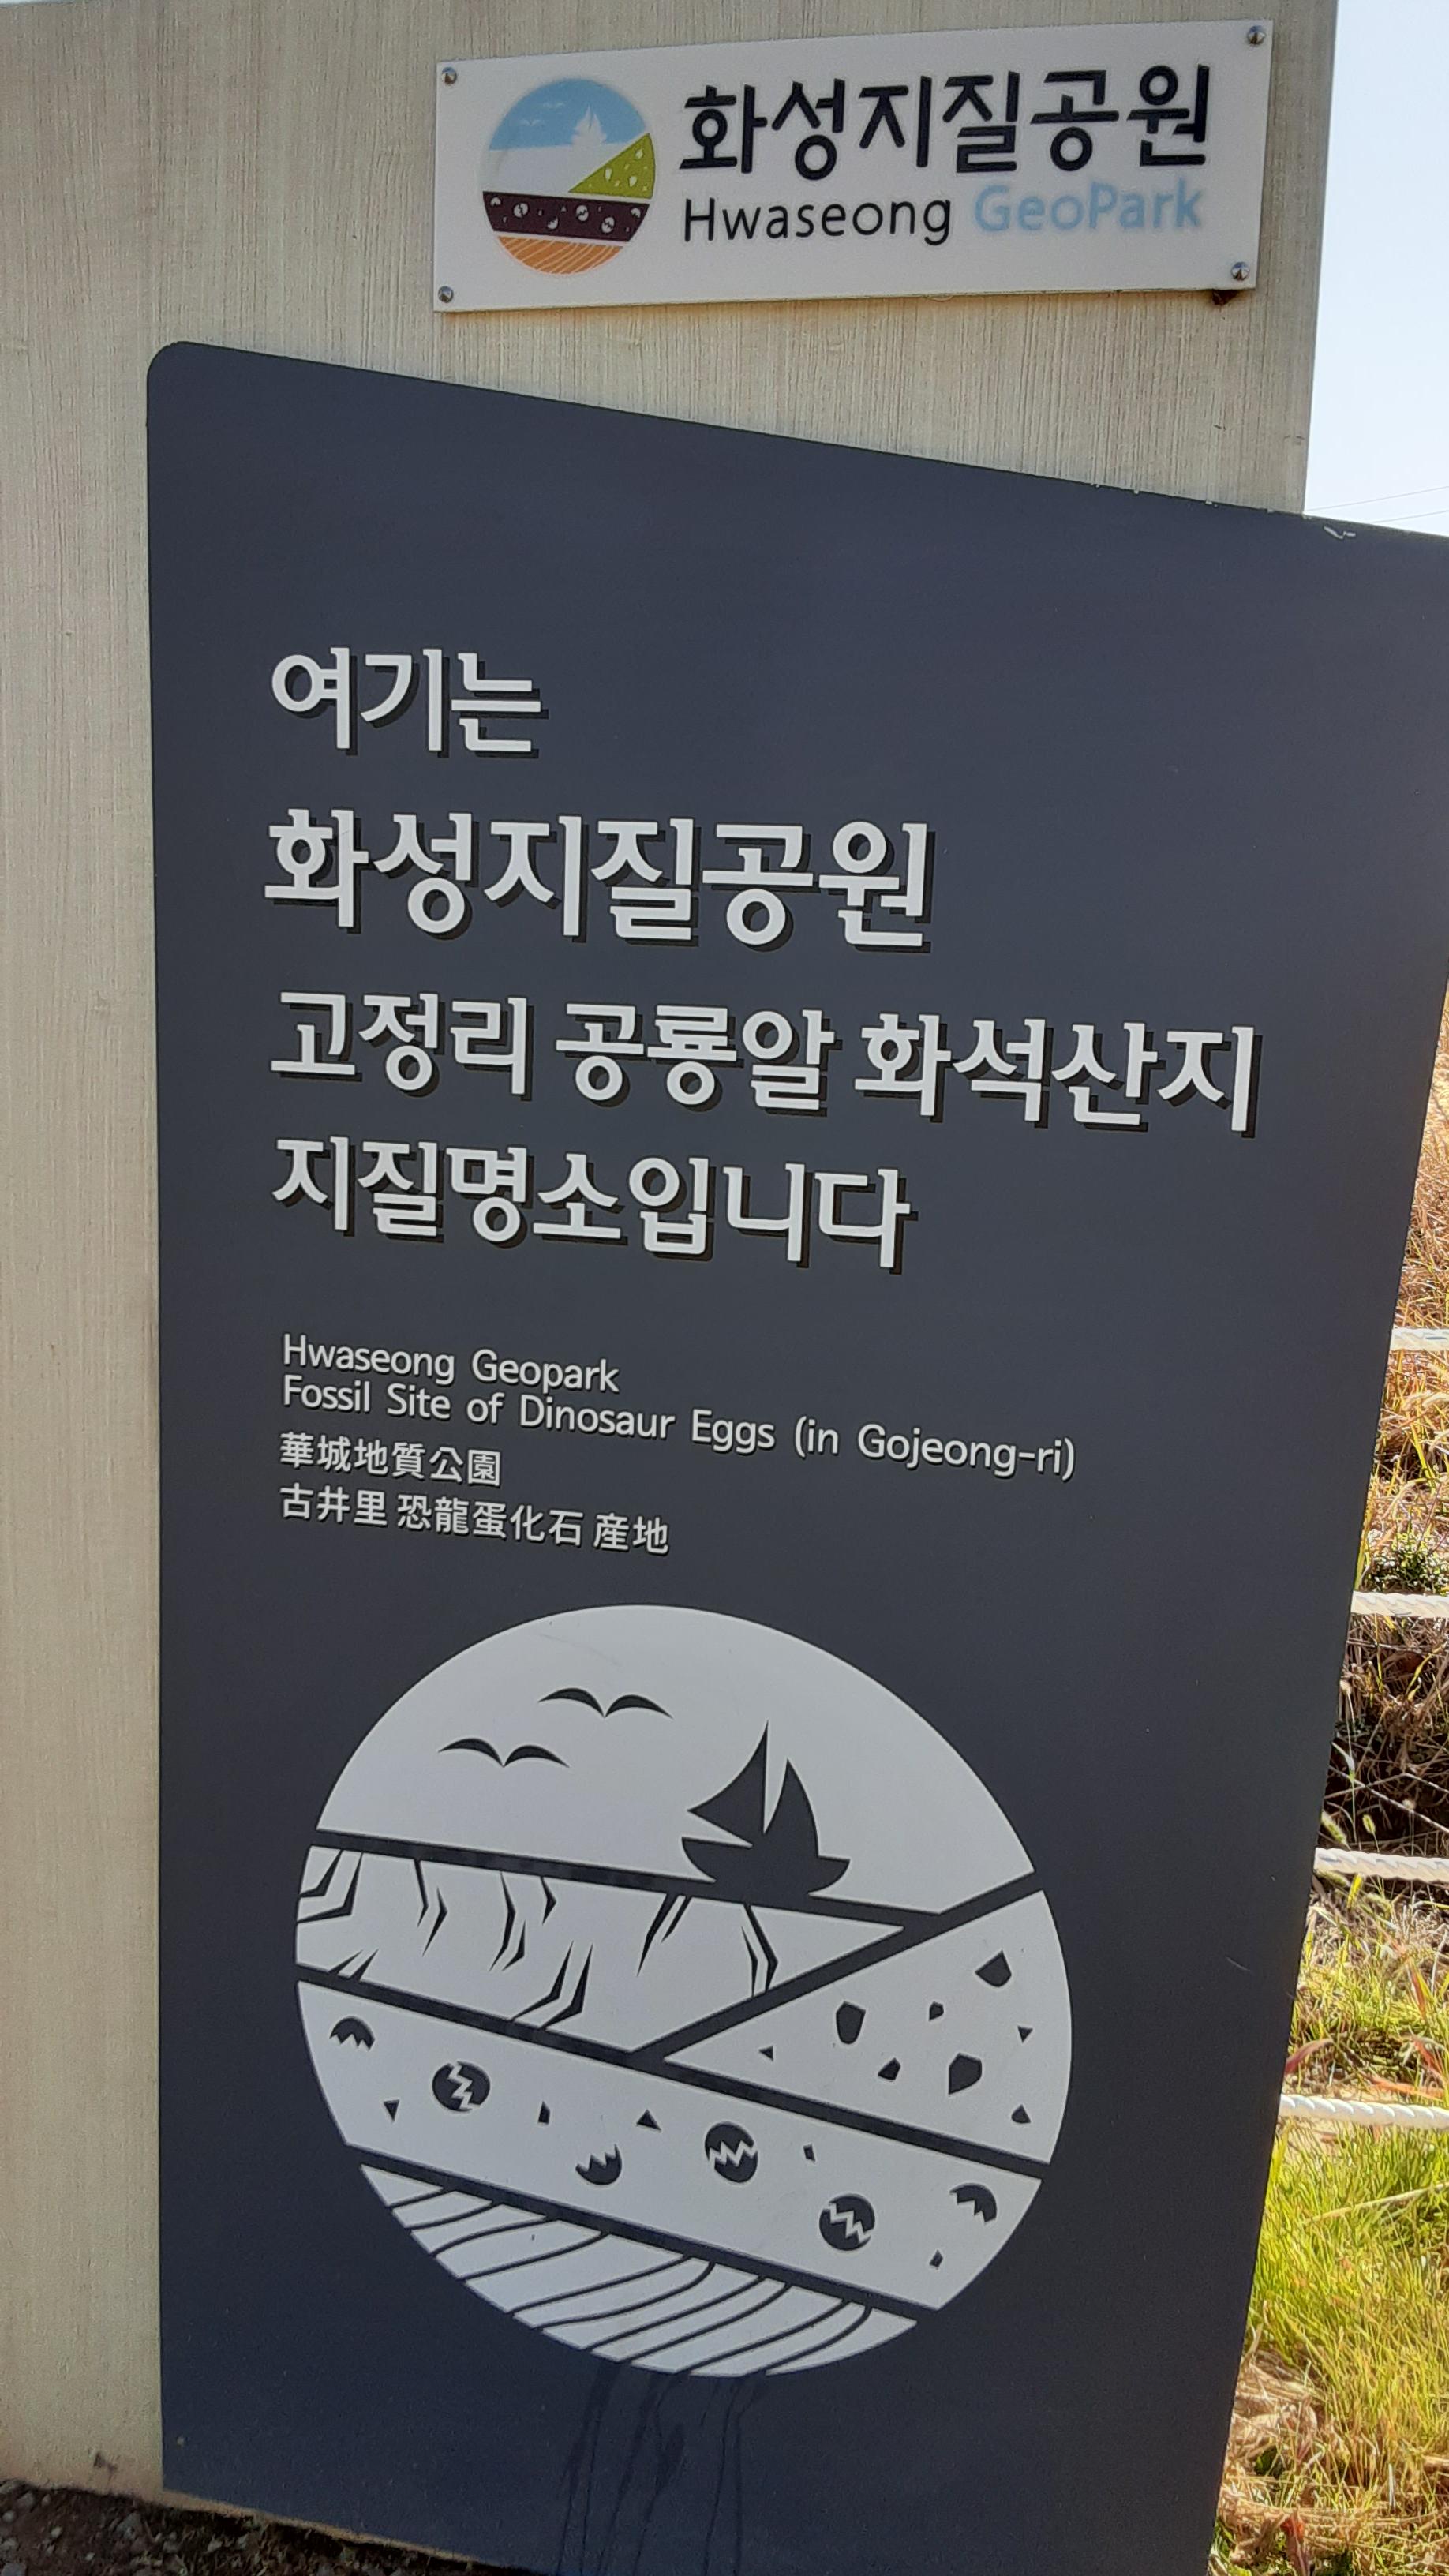 화성지질공원
Hwaseong GeoPark
여기는
화성지질공원
고정리 공룡알 화석산지
지질명소입니다
Hwaseong Geopark
Fossil Site of Dinosaur Eggs (in Gojeong-ri)
華城地質公園
古井里 恐龍蛋化石 産地